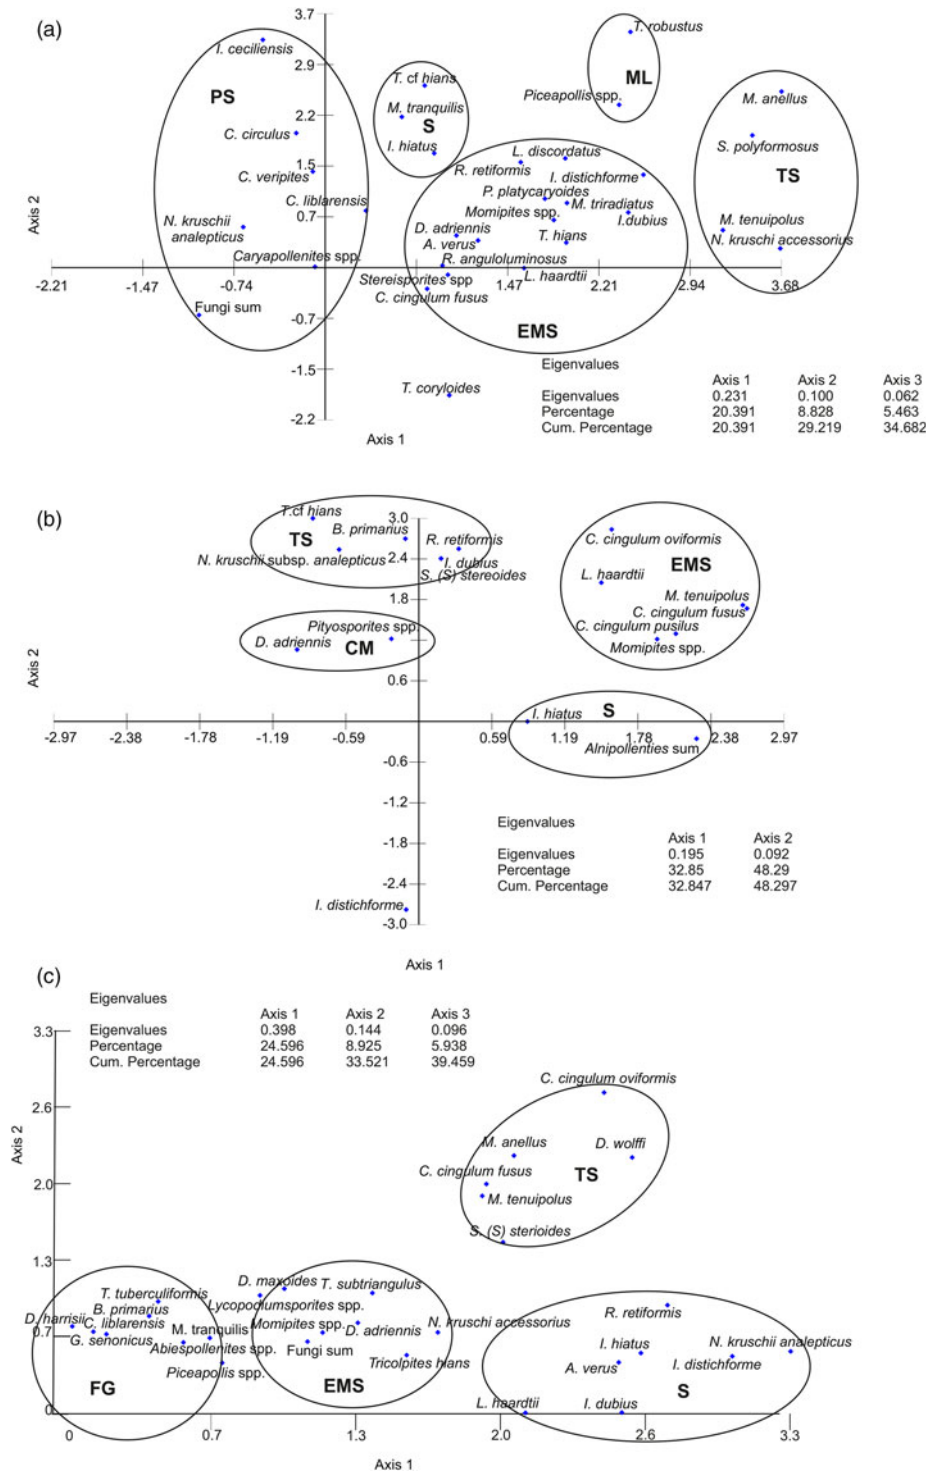 (a)
3.7
I. ceciliensis
T. robustus
2.9
T. cf hians
PS
ML
M. anellus
Piceapollis spp.
2.2
M. tranquilis
S
C. circulus
S. polyformosus
I. hiatus
L. discordatus
1.5
R. retiformis
I. distichforme
TS
C. veripites
P. platycaryoides
C. liblarensis
M. triradiatus
Axis 2
0.7
Momipites spp.
I.dubius
N. kruschii
analepticus
D. adriennis
T. hians
M. tenuipolus
A. verus
N. kruschi accessorius
Caryapollenites spp.
R. anguloluminosus
-2.21 -1.47 -0.74 1.47 2.21 2.94 3.68
Stereisporites spp
L. haardtii
C. cingulum fusus
Fungi sum
-0.7
EMS
-1.5
Eigenvalues
T. coryloides
Axis 1 Axis 2 Axis 3
Eigenvalues 0.231 0.100 0.062
Percentage 20.391 8.828 5.463
Cum. Percentage 20.391 29.219 34.682
-2.2
Axis 1
(b)
T.cf hians
3.0
B. primarius
C. cingulum oviformis
TS
R. retiformis
N. kruschii subsp. analepticus
2.4
I. dubius
EMS
S. (S) stereoides
L. haardtii
1.8
M. tenuipolus
C. cingulum fusus
Pityosporites spp.
C. cingulum pusilus
D. adriennis
CM
Momipites spp.
Axis 2
0.6
I. hiatus
S
-2.97 -2.38 -1.78 -1.19 -0.59 0.59 1.19 1.78 2.38 2.97
Alnipollenties sum
-0.6
-1.2
Eigenvalues
-1.8
Axis 1 Axis 2
Eigenvalues 0.195 0.092
Percentage 32.85 48.29
Cum. Percentage 32.847 48.297
-2.4
I. distichforme
-3.0
Axis 1
(c)
Eigenvalues
Axis 1 Axis 2 Axis 3
Eigenvalues 0.398 0.144 0.096
Percentage 24.596 8.925 5.938
Cum. Percentage 24.596 33.521 39.459
3.3
C. cingulum oviformis
2.6
Axis 2
M. anellus
D. wolffi
C. cingulum fusus
TS
2.0
M. tenuipolus
S. (S) sterioides
1.3
D. maxoides
T. subtriangulus
T. tuberculiformis
Lycopodiumsporites spp.
B. primarius
R. retiformis
D. harrisii
C. liblarensis
Momipites spp.
N. kruschi accessorius
0.7
M. tranquilis
D. adriennis
G. senonicus
Abiespollenites spp.
Fungi sum
I. hiatus
N. kruschii analepticus
Piceapollis spp.
Tricolpites hians
A. verus
I. distichforme
FG
EMS
S
L. haardtii
I. dubius
0
0 0.7 1.3 2.0 2.6 3.3
Axis 1